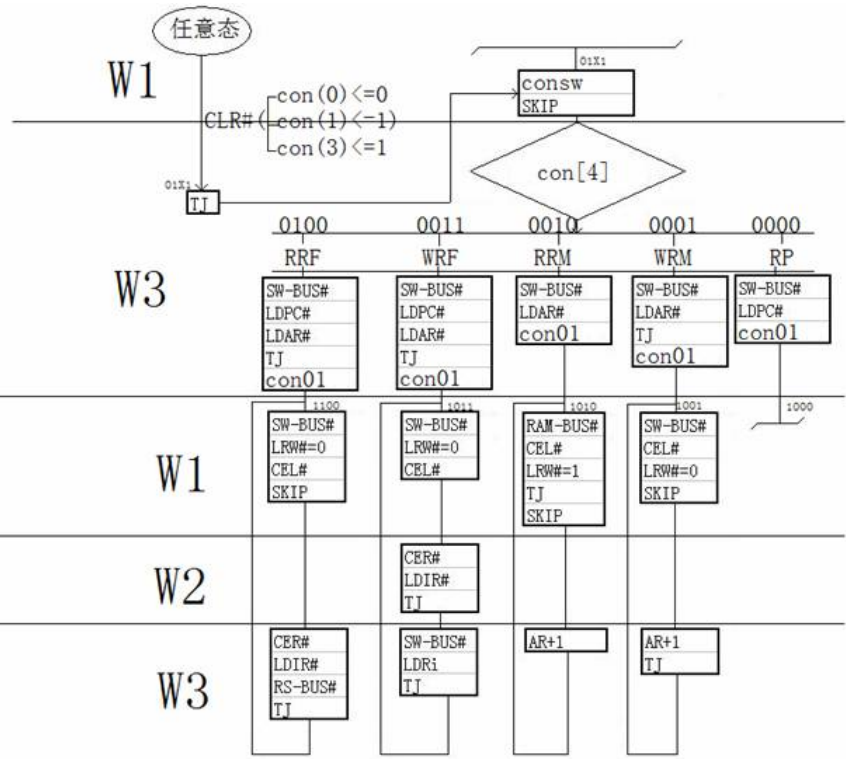 任意态
W1
01X1
consw
SKIP
con(0)<=0
CLR#(con(1)<=1)
con(3)<=1
con[4]
01X1
TJ
W3
0100 0011 0010 0001 0000
RRF WRF RRM WRM RP
SW-BUS# SW-BUS# SW-BUS# SW-BUS# SW-BUS#
LDPC# LDPC# LDAR# LDAR# LDPC#
LDAR# LDAR# con01 TJ con01
TJ TJ con01
con01 con01
1100 1011 1010 1001 1000
W1
SW-BUS# SW-BUS# RAM-BUS# SW-BUS#
LRW#=0 LRW#=0 CEL# CEL#
CEL# CEL# LRW#=1 LRW#=0
SKIP TJ SKIP
SKIP
W2
CER#
LDIR#
TJ
W3
CER# SW-BUS# AR+1 AR+1
LDIR# LDRi TJ
RS-BUS# TJ
TJ